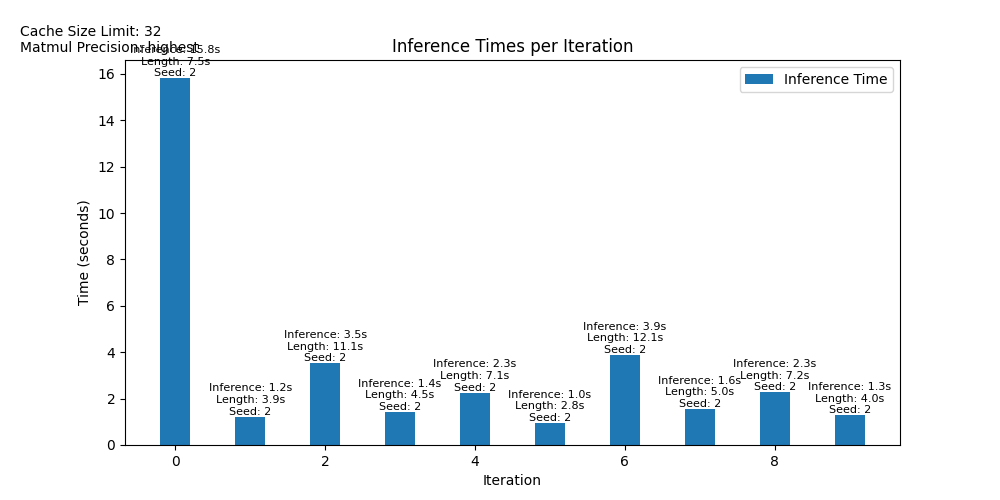 Cache Size Limit: 32
Matmul Precision: highest
Inference Times per Iteration
Inference: 15.8s
Length: 7.5s
Seed: 2
Inference Time
16
14
12
10
8
6
4
2
0
Time (seconds)
Inference: 1.2s
Length: 3.9s
Seed: 2
Inference: 3.5s
Length: 11.1s
Seed: 2
Inference: 1.4s
Length: 4.5s
Seed: 2
Inference: 2.3s
Length: 7.1s
Seed: 2
Inference: 1.0s
Length: 2.8s
Seed: 2
Inference: 3.9s
Length: 12.1s
Seed: 2
Inference: 1.6s
Length: 5.0s
Seed: 2
Inference: 2.3s
Length: 7.2s
Seed: 2
Inference: 1.3s
Length: 4.0s
Seed: 2
0 2 4 6 8
Iteration